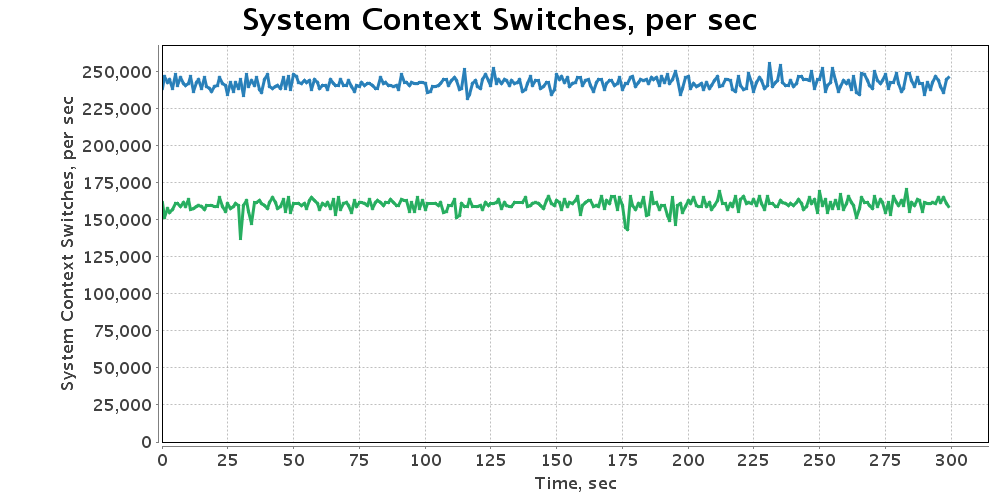 System Context Switches, per sec
System Context Switches, per sec
250,000
225,000
200,000
175,000
150,000
125,000
100,000
75,000
50,000
25,000
0
0 25 50 75 100 125 150 175 200 225 250 275 300
Time, sec